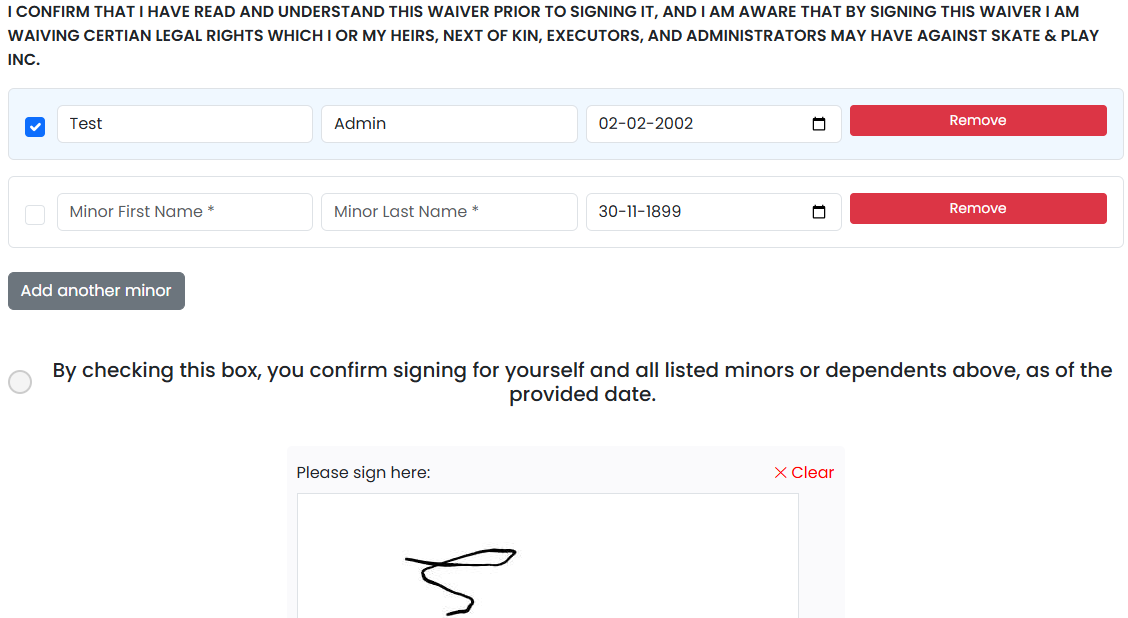 I CONFIRM THAT I HAVE READ AND UNDERSTAND THIS WAIVER PRIOR TO SIGNING IT, AND I AM AWARE THAT BY SIGNING THIS WAIVER I AM
WAIVING CERTIAN LEGAL RIGHTS WHICH I OR MY HEIRS, NEXT OF KIN, EXECUTORS, AND ADMINISTRATORS MAY HAVE AGAINST SKATE & PLAY
INC.
Test Admin 02-02-2002 Remove
Minor First Name * Minor Last Name * 30-11-1899 Remove
Add another minor
By checking this box, you confirm signing for yourself and all listed minors or dependents above, as of the
provided date.
Please sign here: Clear